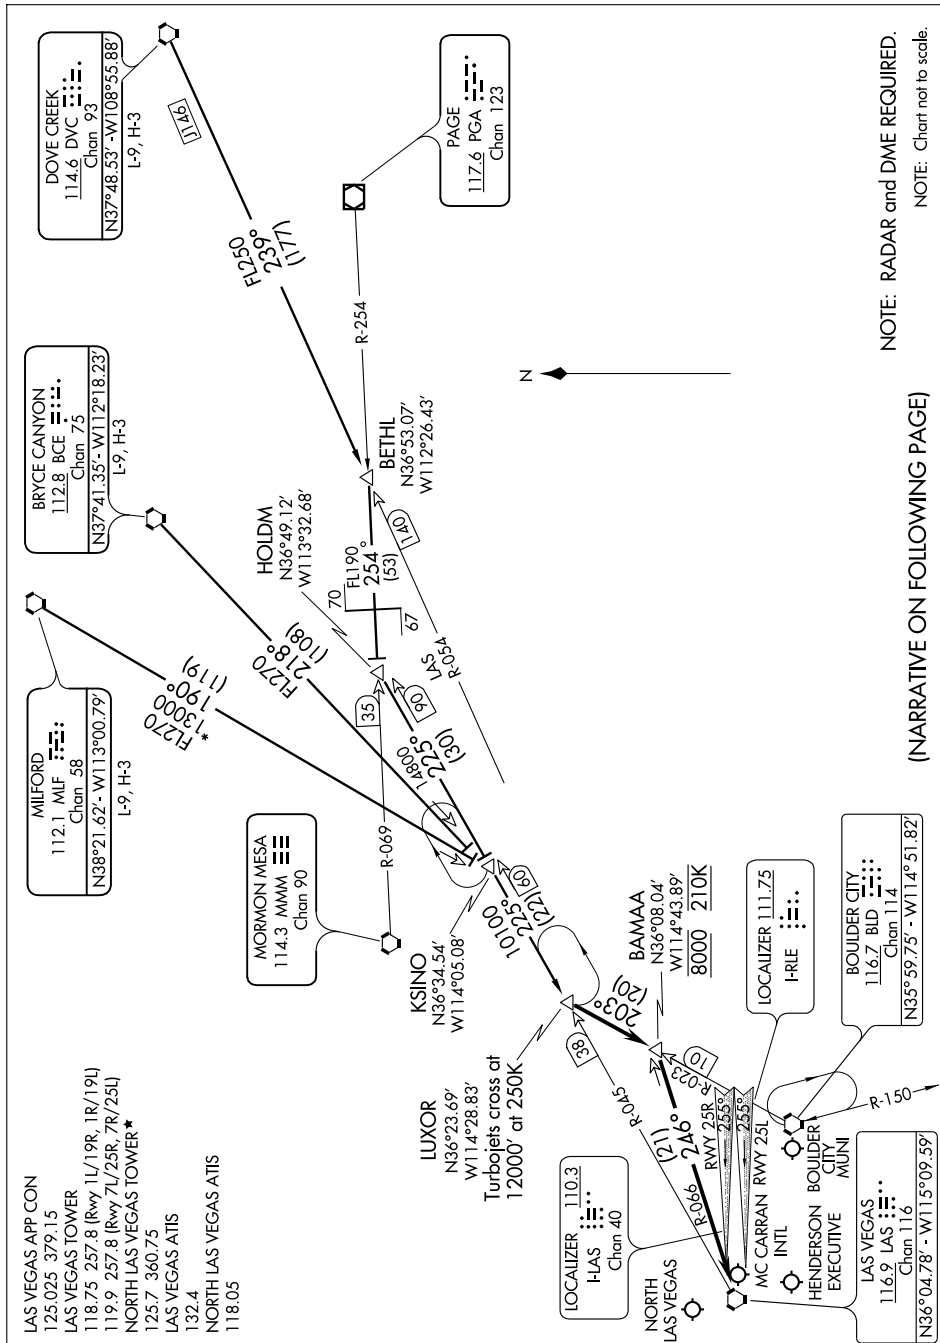 LAS VEGAS APP CON
125.025 379.15
LAS VEGAS TOWER
118.75 257.8 (Rwy 1L/19R, 1R/19L)
119.9 257.8 (Rwy 7L/25R, 7R/25L)
NORTH LAS VEGAS TOWER★
125.7 360.75
LAS VEGAS ATIS
132.4
NORTH LAS VEGAS ATIS
118.05
MILFORD
112.1 MLF
Chan 58
N38°21.62' - W113°00.79'
L-9, H-3
BRYCE CANYON
112.8 BCE
Chan 75
N37°41.35' - W112°18.23'
L-9, H-3
DOVE CREEK
114.6 DVC
Chan 93
N37°48.53' - W108°55.88'
L-9, H-3
J146
FL250
239°
(177)
FL270
*13000
190°
(119)
FL270
218°
(108)
MORMON MESA
114.3 MMM
Chan 90
R-069
35
HOLDM
N36°49.12'
W113°32.68'
70
67
FL190
254°
(53)
R-254
PAGE
117.6 PGA
Chan 123
BETHL
N36°53.07'
W112°26.43'
140
LAS
R-054
90
14800
225°
(30)
KSINO
N36°34.54'
W114°05.08'
60
10100
225°
(22)
N
LUXOR
N36°23.69'
W114°28.83'
Turbojets cross at
12000' at 250K
38
R-045
203°
(20)
BAMAA
N36°08.04'
W114°43.89'
8000 210K
(21)
246°
R-066
10
R-023
LOCALIZER 110.3
I-LAS
Chan 40
RWY 25R
255°
255°
RWY 25L
LOCALIZER 111.75
I-RLE
NORTH
LAS VEGAS
MC CARRAN
INTL
HENDERSON
EXECUTIVE
BOULDER
CITY
MUNI
BOULDER CITY
116.7 BLD
Chan 114
N35°59.75' - W114°51.82'
R-150
LAS VEGAS
116.9 LAS
Chan 116
N36°04.78' - W115°09.59'
NOTE: RADAR and DME REQUIRED.
NOTE: Chart not to scale.
(NARRATIVE ON FOLLOWING PAGE)